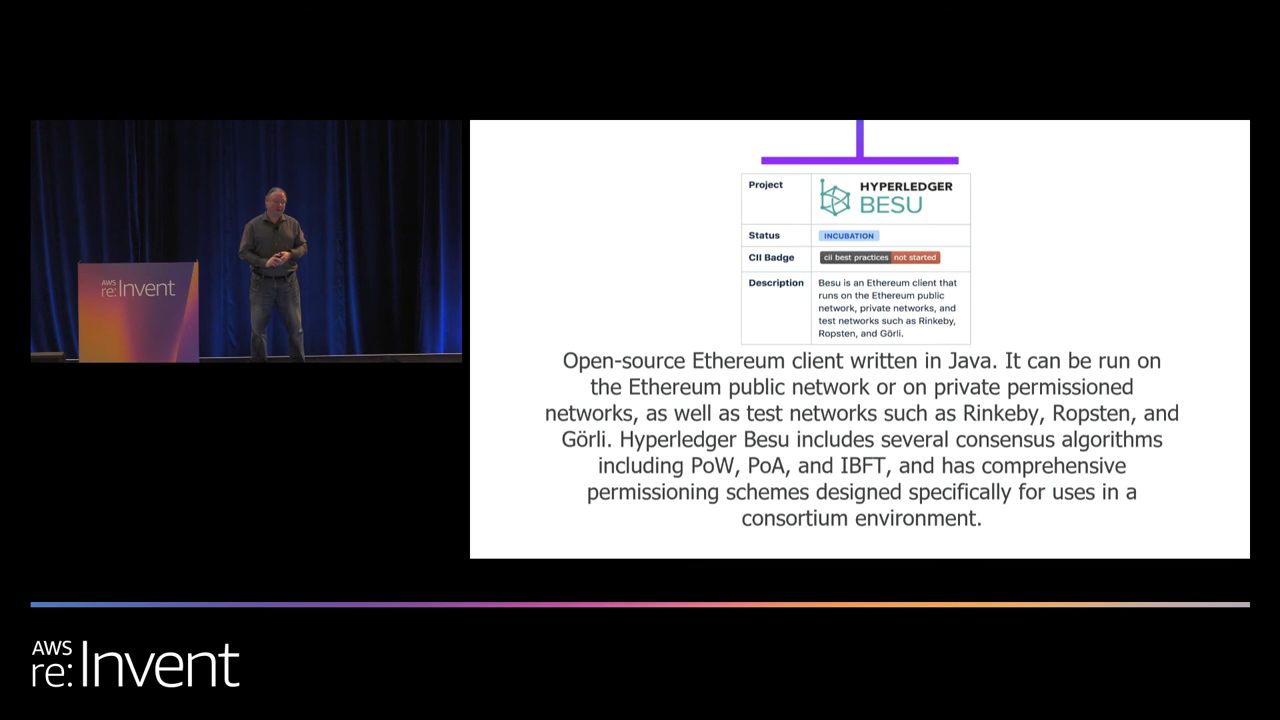 AWS
re:Invent
Project
HYPERLEDGER
BESU
Status
INCUBATION
CII Badge
cii best practices not started
Description
Besu is an Ethereum client that
runs on the Ethereum public
network, private networks, and
test networks such as Rinkeby,
Ropsten, and Görli.
Open-source Ethereum client written in Java. It can be run on
the Ethereum public network or on private permissioned
networks, as well as test networks such as Rinkeby, Ropsten, and
Görli. Hyperledger Besu includes several consensus algorithms
including PoW, PoA, and IBFT, and has comprehensive
permissioning schemes designed specifically for uses in a
consortium environment.
AWS
re:Invent